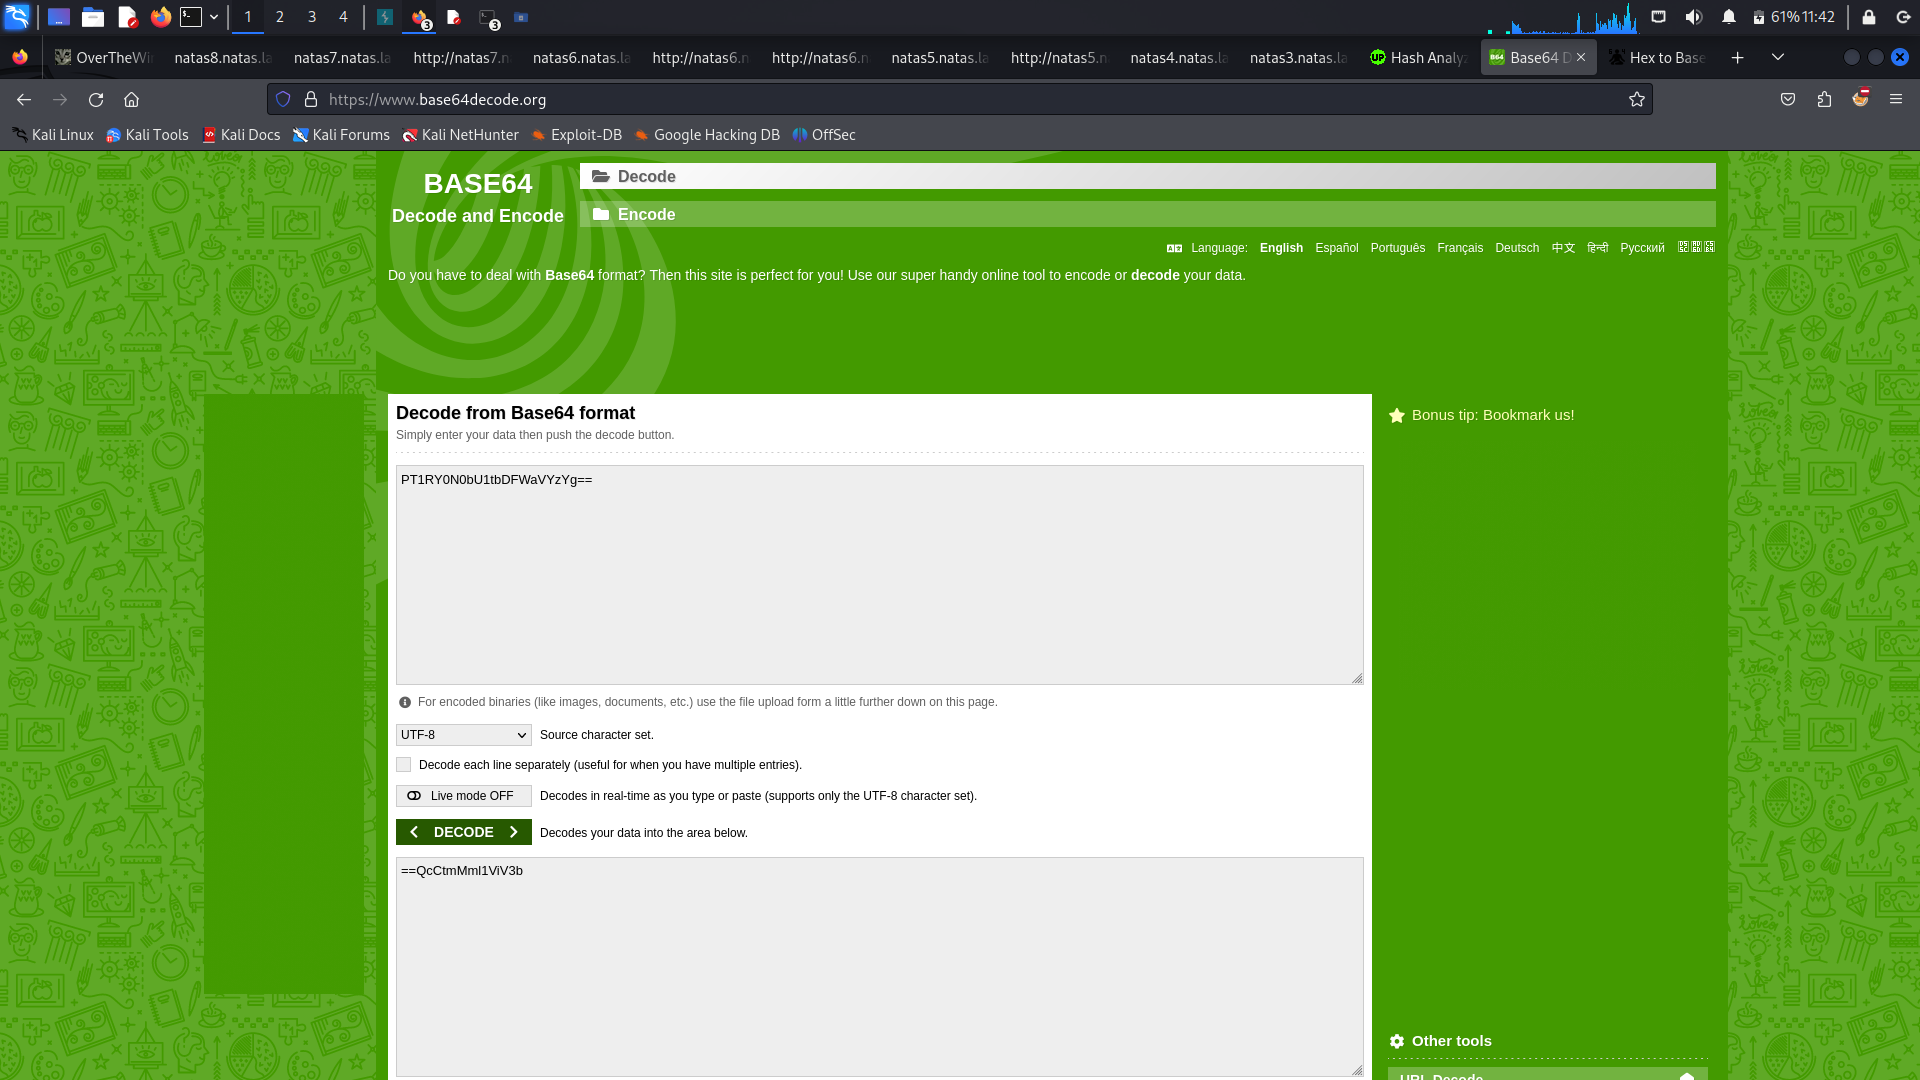 1 2 3 4 3 3 61% 11:42
OverTheWi natas8.natas.la natas7.natas.la http://natas7.n natas6.natas.la http://natas6.n http://natas6.n natas5.natas.la http://natas5.n natas4.natas.la natas3.natas.la Hash Analyz Base64 D Hex to Base
https://www.base64decode.org
Kali Linux Kali Tools Kali Docs Kali Forums Kali NetHunter Exploit-DB Google Hacking DB OffSec
BASE64
Decode and Encode
Decode
Encode
Language: English Español Português Français Deutsch 中文 हिन्दी Русский
Do you have to deal with Base64 format? Then this site is perfect for you! Use our super handy online tool to encode or decode your data.
Decode from Base64 format
Simply enter your data then push the decode button.
Bonus tip: Bookmark us!
PT1RY0N0bU1tbDFWaVYzYg==
For encoded binaries (like images, documents, etc.) use the file upload form a little further down on this page.
UTF-8 Source character set.
Decode each line separately (useful for when you have multiple entries).
Live mode OFF Decodes in real-time as you type or paste (supports only the UTF-8 character set).
DECODE Decodes your data into the area below.
==QcCtmMml1ViV3b
Other tools
URL Decode